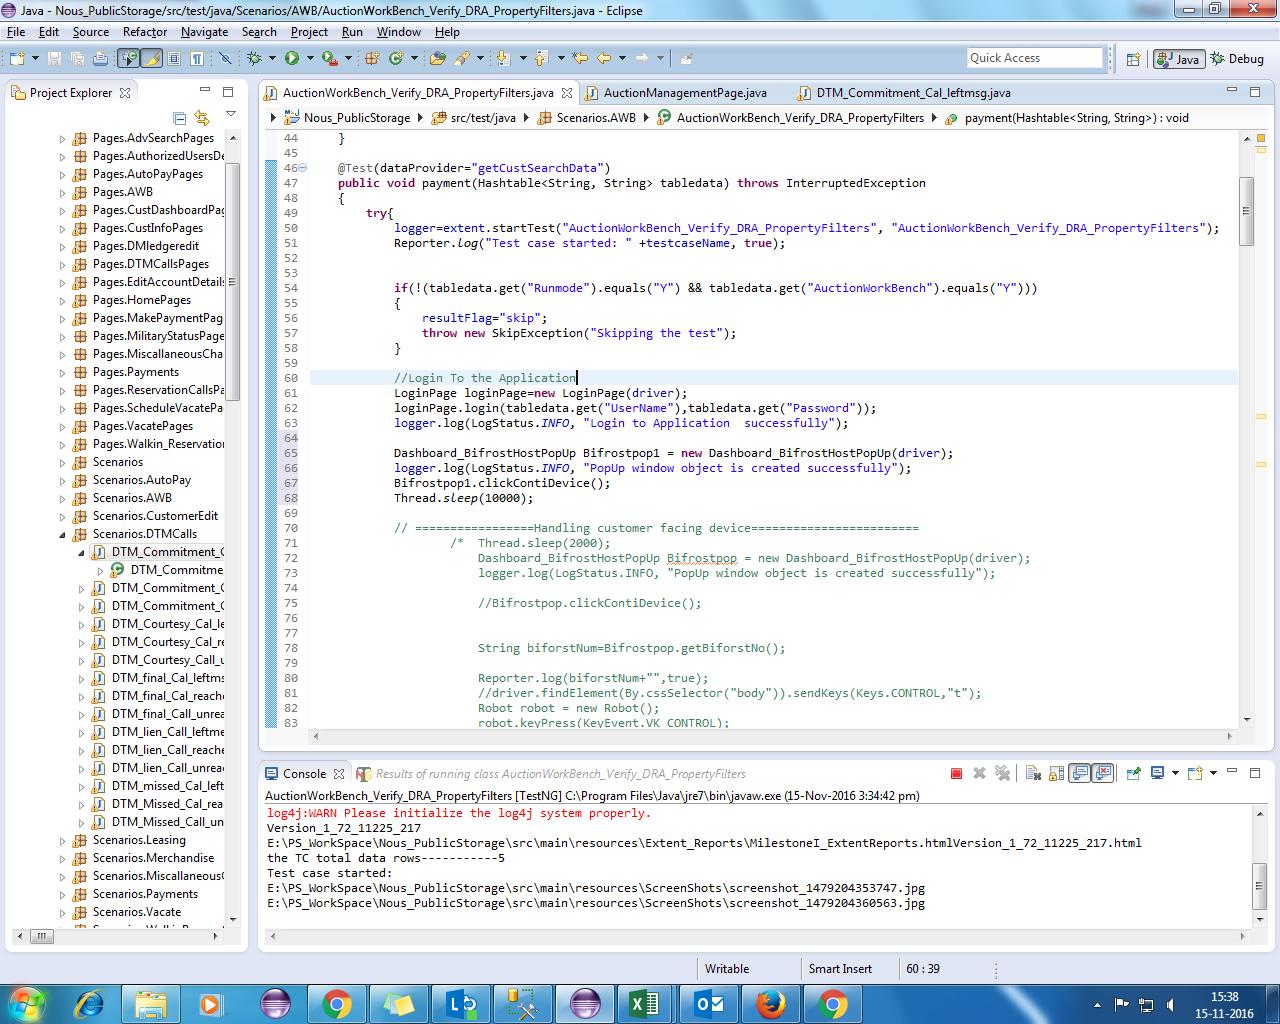 Java - Nous_PublicStorage/src/test/java/Scenarios/AWB/AuctionWorkBench_Verify_DRA_PropertyFilters.java - Eclipse
File Edit Source Refactor Navigate Search Project Run Window Help
Quick Access
Java
Debug
Project Explorer
Pages.AdvSearchPages
Pages.AuthorizedUsersDe
Pages.AutoPayPages
Pages.AWB
Pages.CustDashboardPag
Pages.CustInfoPages
Pages.DMledgeredit
Pages.DTMCallsPages
Pages.EditAccountDetails
Pages.HomePages
Pages.MakePaymentPag
Pages.MilitaryStatusPage
Pages.MiscallaneousCha
Pages.Payments
Pages.ReservationCallsPa
Pages.ScheduleVacatePa
Pages.VacatePages
Pages.Walkin_Reservation
Scenarios
Scenarios.AutoPay
Scenarios.AWB
Scenarios.CustomerEdit
Scenarios.DTMCalls
DTM_Commitment_C
DTM_Commitme
DTM_Commitment_C
DTM_Commitment_C
DTM_Courtesy_Cal_le
DTM_Courtesy_Cal_re
DTM_Courtesy_Call_u
DTM_final_Cal_leftms
DTM_final_Cal_reache
DTM_final_Call_unrea
DTM_lien_Call_leftme
DTM_lien_Call_reache
DTM_lien_Call_unreac
DTM_missed_Cal_left
DTM_Missed_Cal_rea
DTM_Missed_Call_un
Scenarios.Leasing
Scenarios.Merchandise
Scenarios.Miscallaneous
Scenarios.Payments
Scenarios.Vacate
AuctionWorkBench_Verify_DRA_PropertyFilters.java
AuctionManagementPage.java
DTM_Commitment_Cal_leftmsg.java
Nous_PublicStorage src/test/java Scenarios.AWB AuctionWorkBench_Verify_DRA_PropertyFilters payment(Hashtable<String, String>) : void
44 }
45
46 @Test(dataProvider="getCustSearchData")
47 public void payment(Hashtable<String, String> tabledata) throws InterruptedException
48 {
49 try{
50 logger=extent.startTest("AuctionWorkBench_Verify_DRA_PropertyFilters", "AuctionWorkBench_Verify_DRA_PropertyFilters");
51 Reporter.log("Test case started: " +testcaseName, true);
52
53
54 if(!(tabledata.get("Runmode").equals("Y") && tabledata.get("AuctionWorkBench").equals("Y")))
55 {
56 resultFlag="skip";
57 throw new SkipException("Skipping the test");
58 }
59
60 //Login To the Application
61 LoginPage loginPage=new LoginPage(driver);
62 loginPage.login(tabledata.get("UserName"),tabledata.get("Password"));
63 logger.log(LogStatus.INFO, "Login to Application  successfully");
64
65 Dashboard_BifrostHostPopUp Bifrostpop1 = new Dashboard_BifrostHostPopUp(driver);
66 logger.log(LogStatus.INFO, "PopUp window object is created successfully");
67 Bifrostpop1.clickContiDevice();
68 Thread.sleep(10000);
69
70 // =================Handling customer facing device========================
71 /*  Thread.sleep(2000);
72 Dashboard_BifrostHostPopUp Bifrostpop = new Dashboard_BifrostHostPopUp(driver);
73 logger.log(LogStatus.INFO, "PopUp window object is created successfully");
74
75 //Bifrostpop.clickContiDevice();
76
77
78 String biforstNum=Bifrostpop.getBiforstNo();
79
80 Reporter.log(biforstNum+"",true);
81 //driver.findElement(By.cssSelector("body")).sendKeys(Keys.CONTROL,"t");
82 Robot robot = new Robot();
83 robot.keyPress(KeyEvent.VK_CONTROL);
Console
Results of running class AuctionWorkBench_Verify_DRA_PropertyFilters
AuctionWorkBench_Verify_DRA_PropertyFilters [TestNG] C:\Program Files\Java\jre7\bin\javaw.exe (15-Nov-2016 3:34:42 pm)
log4j:WARN Please initialize the log4j system properly.
Version_1_72_11225_217
E:\PS_WorkSpace\Nous_PublicStorage\src\main\resources\Extent_Reports\MilestoneI_ExtentReports.htmlVersion_1_72_11225_217.html
the TC total data rows-----------5
Test case started:
E:\PS_WorkSpace\Nous_PublicStorage\src\main\resources\ScreenShots\screenshot_1479204353747.jpg
E:\PS_WorkSpace\Nous_PublicStorage\src\main\resources\ScreenShots\screenshot_1479204360563.jpg
Writable
Smart Insert
60 : 39
15:38
15-11-2016